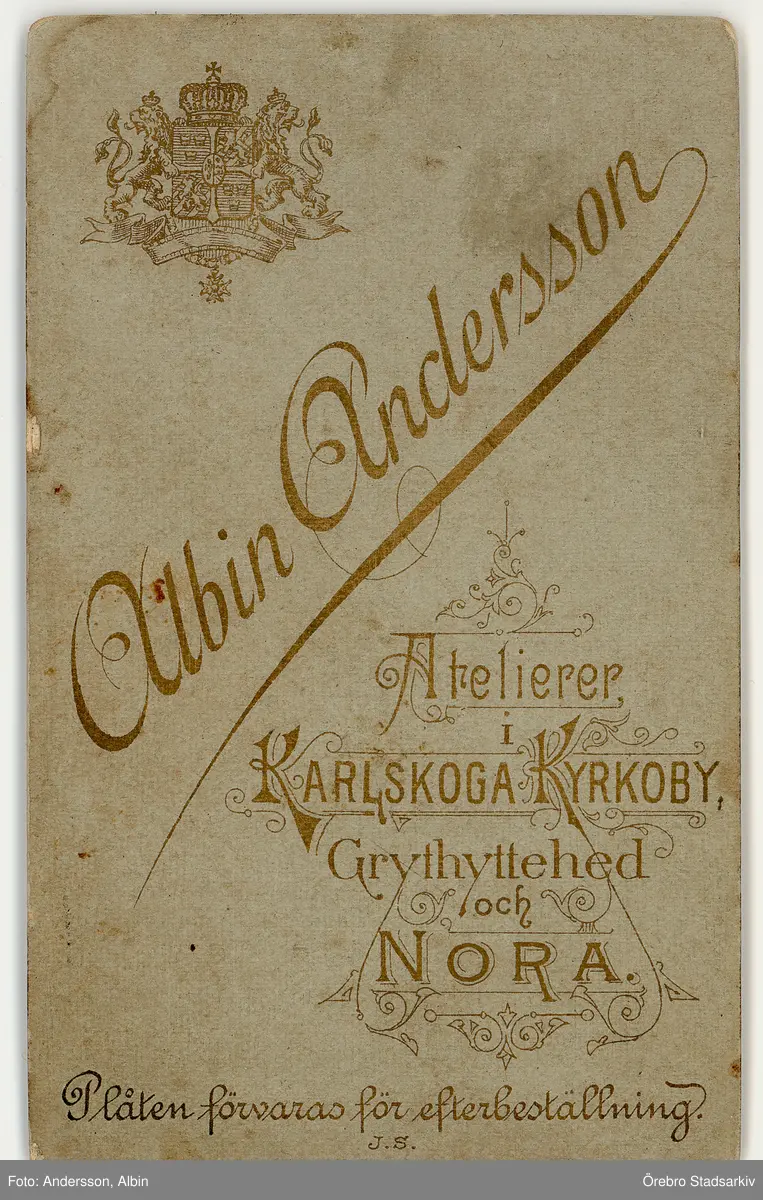 Albin Andersson
Atelierer
i
KARLSKOGA KYRKOBY,
Grythyttehed
och
NORA.
Plåten förvaras för efterbeställning.
J.S.
Foto: Andersson, Albin
Örebro Stadsarkiv